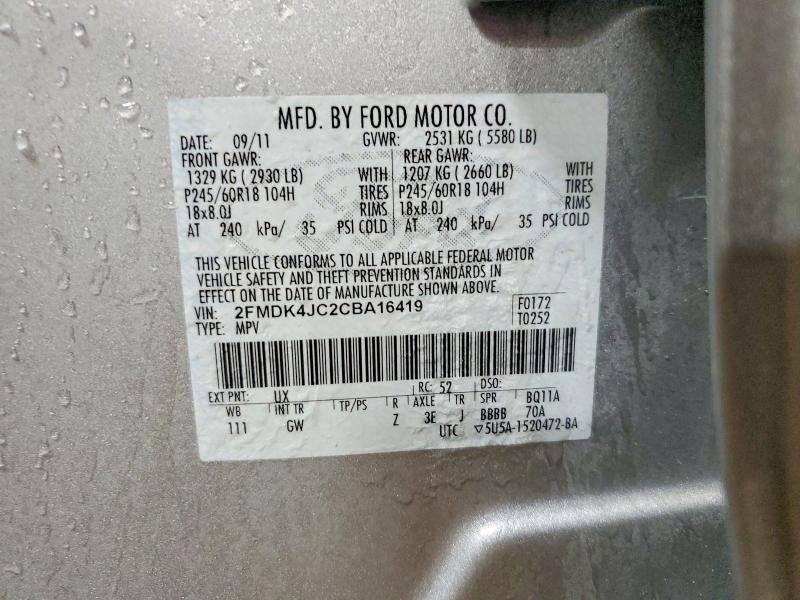 MFD. BY FORD MOTOR CO.
DATE: 09/11 GVWR: 2531 KG ( 5580 LB)
FRONT GAWR: REAR GAWR:
1329 KG ( 2930 LB) WITH 1207 KG ( 2660 LB) WITH
P245/60R18 104H TIRES P245/60R18 104H TIRES
18x8.0J RIMS 18x8.0J RIMS
AT 240 kPa/ 35 PSI COLD AT 240 kPa/ 35 PSI COLD
THIS VEHICLE CONFORMS TO ALL APPLICABLE FEDERAL MOTOR
VEHICLE SAFETY AND THEFT PREVENTION STANDARDS IN
EFFECT ON THE DATE OF MANUFACTURE SHOWN ABOVE.
VIN: 2FMDK4JC2CBA16419 F0172
TYPE: MPV T0252
EXT PNT: UX RC: 52 DSO:
WB INT TR TP/PS R AXLE TR SPR BQ11A
111 GW Z 3E J BBBB 70A
UTC ▽5U5A-1520472-BA